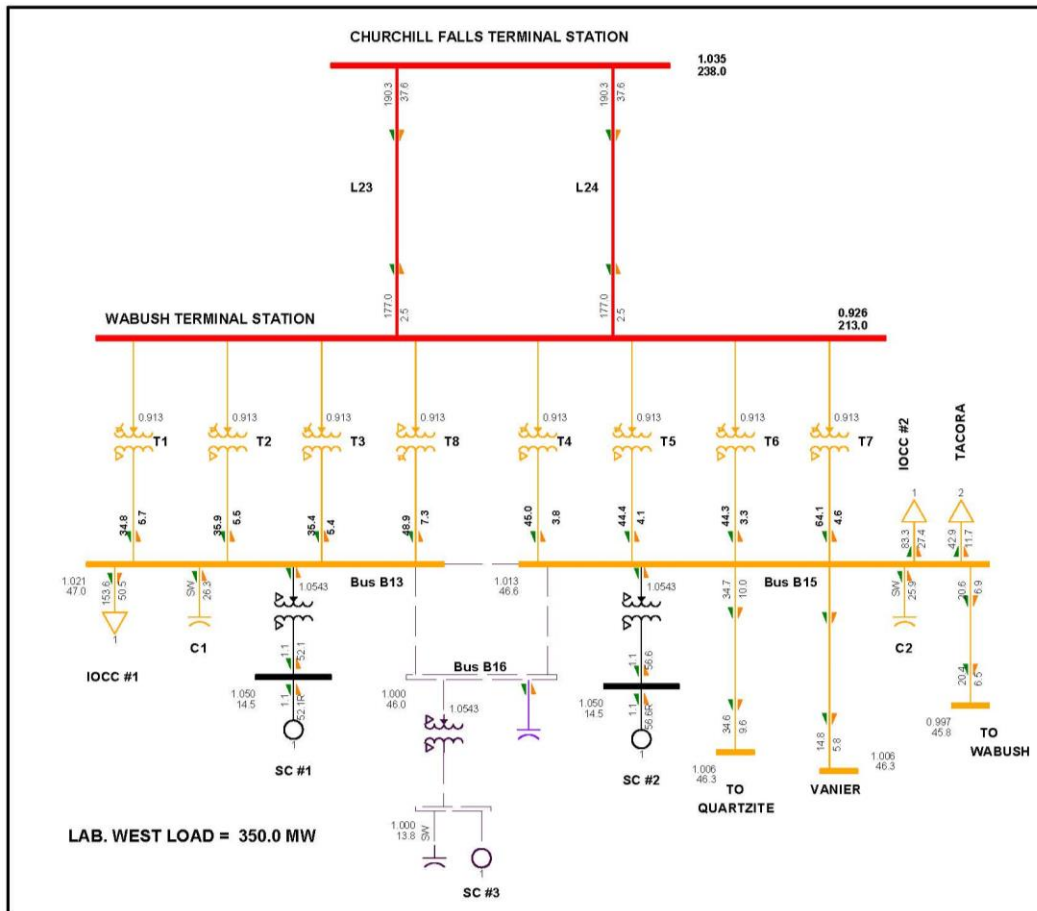 CHURCHILL FALLS TERMINAL STATION
1.035
238.0
190.3
37.6
190.3
37.6
L23
L24
177.0
2.5
177.0
2.5
WABUSH TERMINAL STATION
0.926
213.0
0.913
0.913
0.913
0.913
0.913
0.913
0.913
0.913
T1
T2
T3
T8
T4
T5
T6
T7
IOCC #2
TACORA
1
2
34.8
5.7
35.9
5.5
35.4
5.4
48.9
7.3
45.0
3.8
44.4
4.1
44.3
3.3
64.1
4.6
83.3
27.4
42.9
11.7
1.021
47.0
Bus B13
1.013
46.6
Bus B15
153.6
50.5
SW
26.3
1.0543
1.0543
34.7
10.0
SW
25.9
20.6
6.9
1
C1
C2
IOCC #1
1.1
52.1
Bus B16
1.1
56.6
1.050
14.5
1.1
52.1R
1.000
46.0
1.0543
1.050
14.5
1.1
56.6R
20.4
6.5
0.997
45.8
1
1
34.6
9.6
14.8
5.8
TO
WABUSH
SC #1
SC #2
1.006
46.3
1.006
46.3
TO
QUARTZITE
VANIER
LAB. WEST LOAD = 350.0 MW
1.000
13.8
SW
1
SC #3